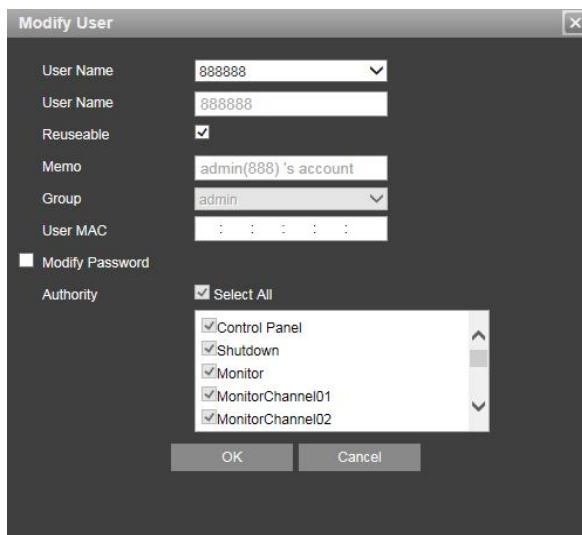 Modify User
User Name 888888
User Name 888888
Reuseable
Memo admin(888) 's account
Group admin
User MAC : : : : :
Modify Password
Authority Select All
Control Panel
Shutdown
Monitor
MonitorChannel01
MonitorChannel02
OK Cancel